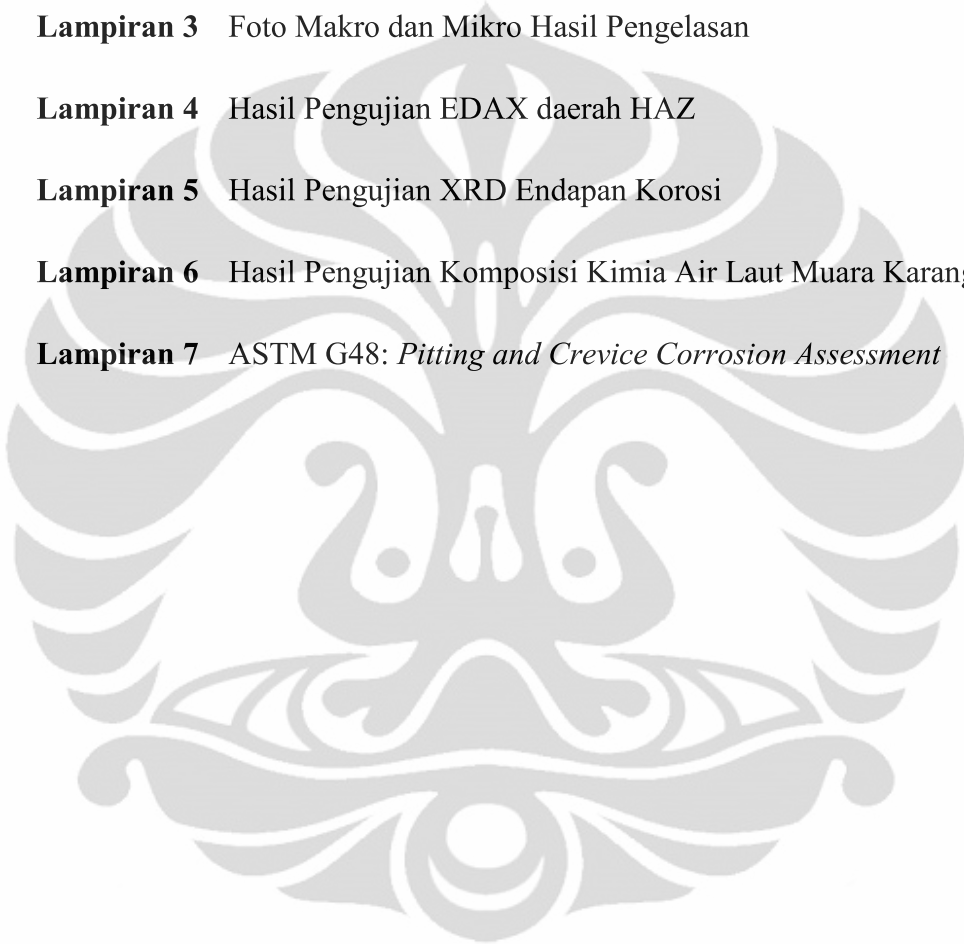 Lampiran 3 Foto Makro dan Mikro Hasil Pengelasan
Lampiran 4 Hasil Pengujian EDAX daerah HAZ
Lampiran 5 Hasil Pengujian XRD Endapan Korosi
Lampiran 6 Hasil Pengujian Komposisi Kimia Air Laut Muara Karang
Lampiran 7 ASTM G48: Pitting and Crevice Corrosion Assessment